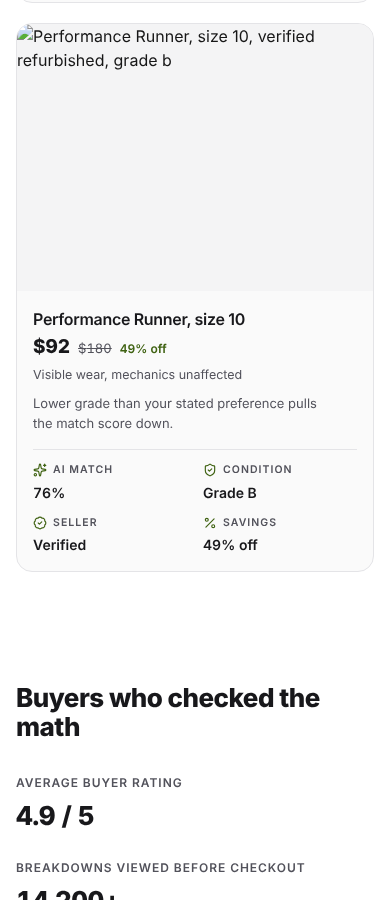 Performance Runner, size 10, verified
refurbished, grade b
Performance Runner, size 10
$92 $180 49% off
Visible wear, mechanics unaffected
Lower grade than your stated preference pulls
the match score down.
AI MATCH
76%
CONDITION
Grade B
SELLER
Verified
SAVINGS
49% off
Buyers who checked the
math
AVERAGE BUYER RATING
4.9 / 5
BREAKDOWNS VIEWED BEFORE CHECKOUT
14,200+